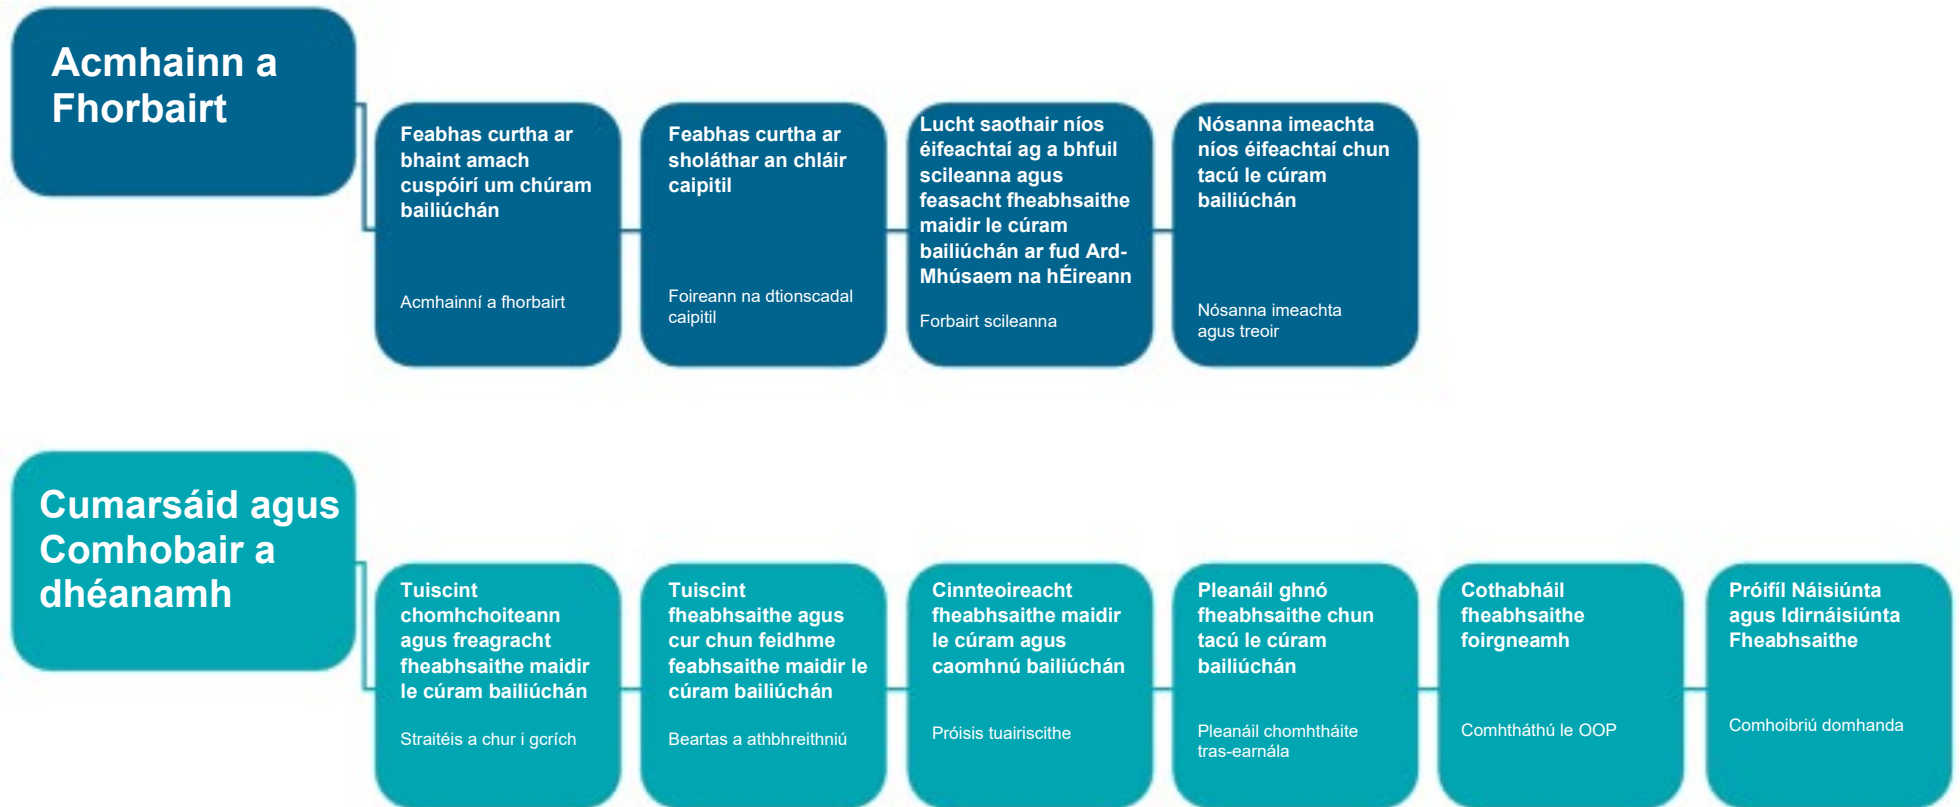 Acmhainn a
Fhorbairt
Feabhas curtha ar
bhaint amach
cuspóirí um chúram
bailiúchán
Acmhainní a fhorbairt
Feabhas curtha ar
sholáthar an chláir
caipitil
Foireann na dtionscadal
caipitil
Lucht saothair níos
éifeachtaí ag a bhfuil
scileanna agus
feasacht fheabhsaithe
maidir le cúram
bailiúchán ar fud Ard-
Mhúsaem na hÉireann
Forbairt scileanna
Nósanna imeachta
níos éifeachtaí chun
tacú le cúram
bailiúchán
Nósanna imeachta
agus treoir
Cumarsáid agus
Comhobair a
dhéanamh
Tuiscint
chomhchoiteann
agus freagracht
fheabhsaithe maidir
le cúram bailiúchán
Straitéis a chur i gcrích
Tuiscint
fheabhsaithe agus
cur chun feidhme
feabhsaithe maidir le
cúram bailiúchán
Beartas a athbhreithniú
Cinnteoireacht
fheabhsaithe maidir
le cúram agus
caomhnú bailiúchán
Próisis tuairiscithe
Pleanáil ghnó
fheabhsaithe chun
tacú le cúram
bailiúchán
Pleanáil chomhtháite
tras-earnála
Cothabháil
fheabhsaithe
foirgneamh
Comhtháthú le OOP
Próifíl Náisiúnta
agus Idirnáisiúnta
Fheabhsaithe
Comhoibriú domhanda